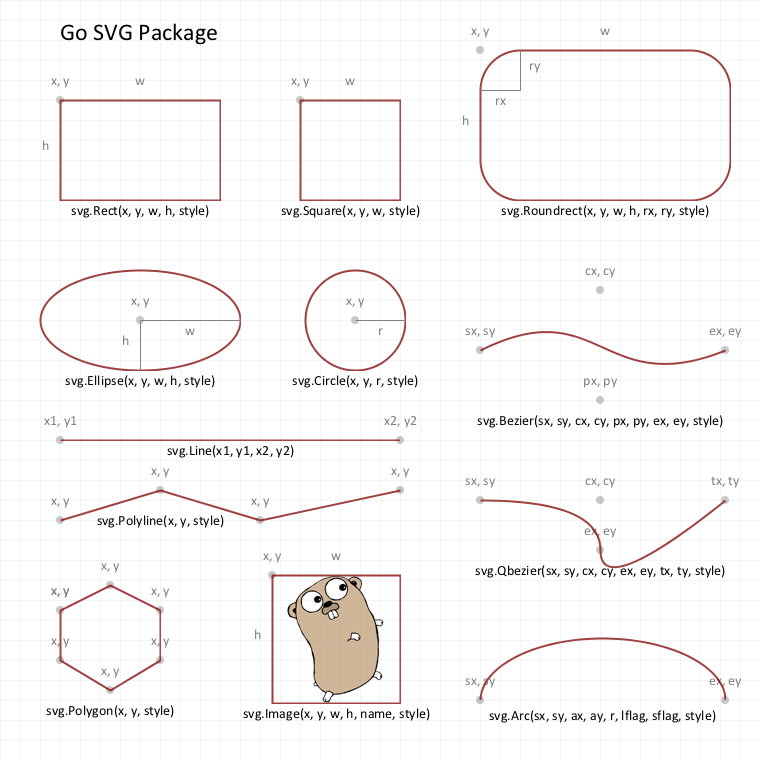 Go SVG Package
x, y
w
h
svg.Rect(x, y, w, h, style)
x, y
w
svg.Square(x, y, w, style)
x, y
w
ry
rx
h
svg.Roundrect(x, y, w, h, rx, ry, style)
x, y
h
w
svg.Ellipse(x, y, w, h, style)
x, y
r
svg.Circle(x, y, r, style)
cx, cy
sx, sy
ex, ey
px, py
svg.Bezier(sx, sy, cx, cy, px, py, ex, ey, style)
x1, y1
x2, y2
svg.Line(x1, y1, x2, y2)
x, y
x, y
x, y
x, y
svg.Polyline(x, y, style)
sx, sy
cx, cy
tx, ty
ex, ey
svg.Qbezier(sx, sy, cx, cy, ex, ey, tx, ty, style)
x, y
x, y
x, y
x, y
x, y
x, y
svg.Polygon(x, y, style)
x, y
w
h
svg.Image(x, y, w, h, name, style)
sx, sy
ex, ey
svg.Arc(sx, sy, ax, ay, r, lflag, sflag, style)